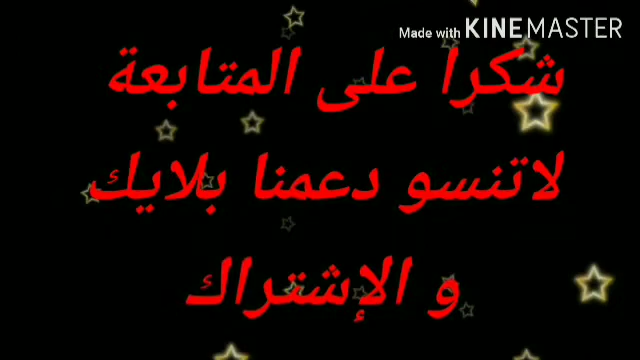 Made with KINEMASTER
شكرا على المتابعة
لاتنسو دعمنا بلايك
و الإشتراك